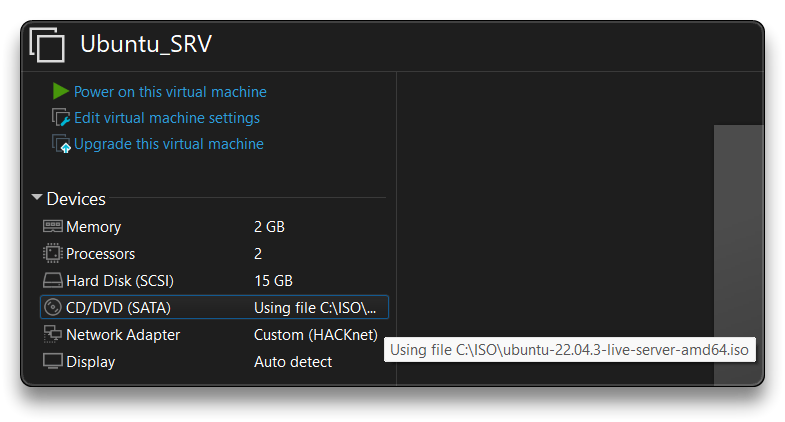 Ubuntu_SRV
Power on this virtual machine
Edit virtual machine settings
Upgrade this virtual machine
Devices
Memory 2 GB
Processors 2
Hard Disk (SCSI) 15 GB
CD/DVD (SATA) Using file C:\ISO\...
Network Adapter Custom (HACKnet)
Using file C:\ISO\ubuntu-22.04.3-live-server-amd64.iso
Display Auto detect